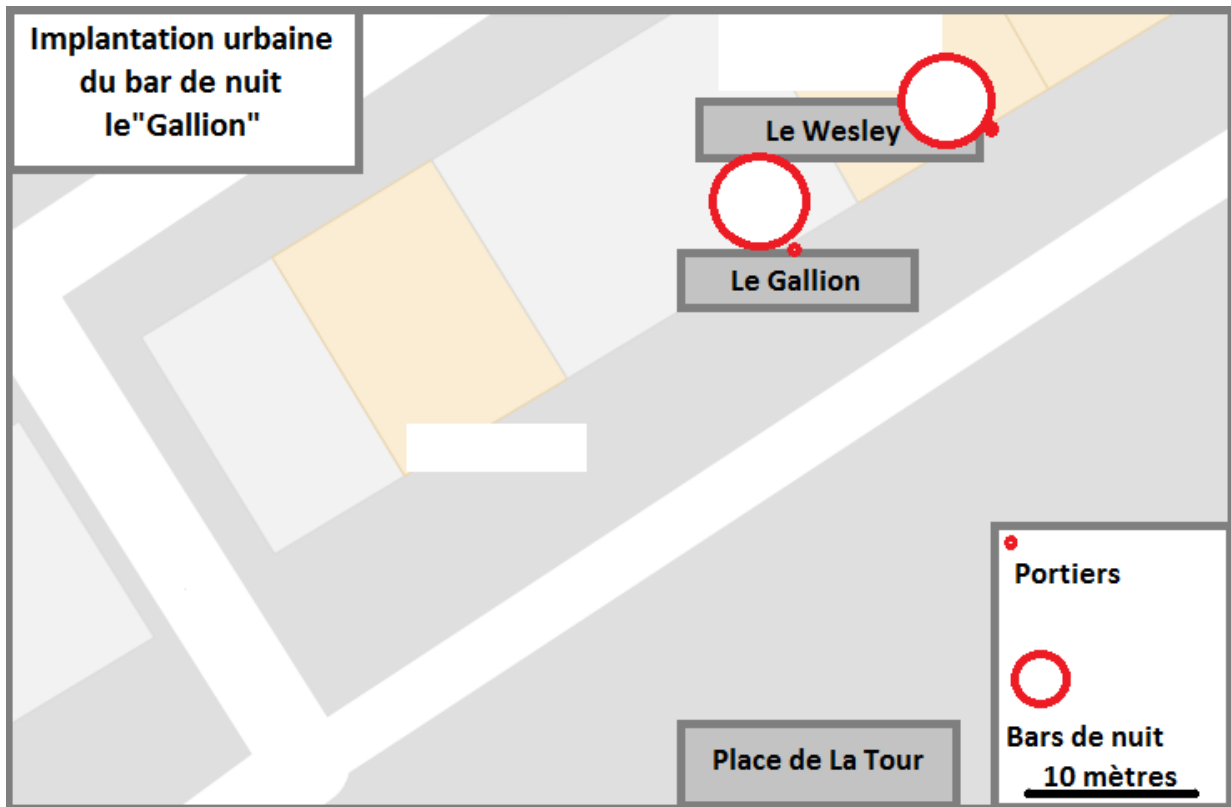 Implantation urbaine
du bar de nuit
le"Gallion"
Le Wesley
Le Gallion
Portiers
Bars de nuit
10 mètres
Place de La Tour